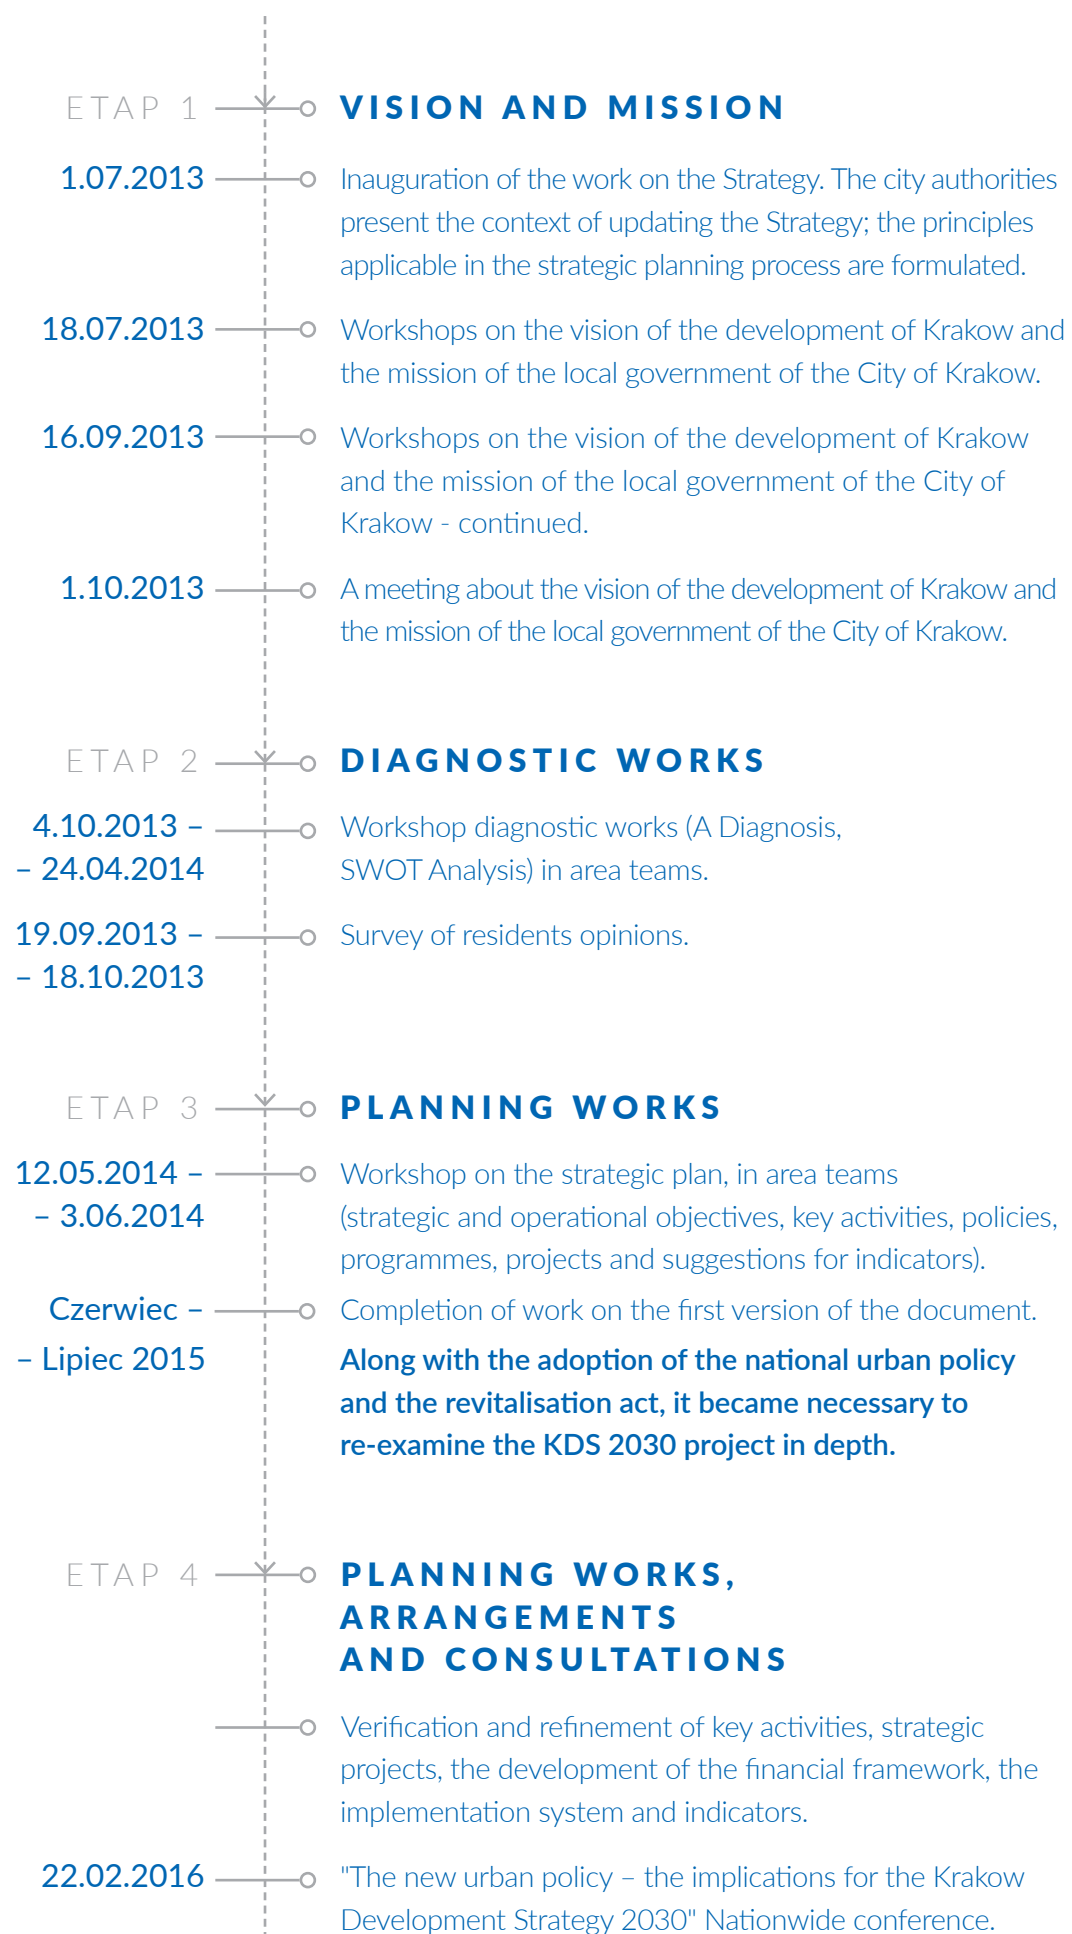 ETAP 1
VISION AND MISSION
1.07.2013
Inauguration of the work on the Strategy. The city authorities
present the context of updating the Strategy; the principles
applicable in the strategic planning process are formulated.
18.07.2013
Workshops on the vision of the development of Krakow and
the mission of the local government of the City of Krakow.
16.09.2013
Workshops on the vision of the development of Krakow
and the mission of the local government of the City of
Krakow - continued.
1.10.2013
A meeting about the vision of the development of Krakow and
the mission of the local government of the City of Krakow.
ETAP 2
DIAGNOSTIC WORKS
4.10.2013 –
– 24.04.2014
Workshop diagnostic works (A Diagnosis,
SWOT Analysis) in area teams.
19.09.2013 –
– 18.10.2013
Survey of residents opinions.
ETAP 3
PLANNING WORKS
12.05.2014 –
– 3.06.2014
Workshop on the strategic plan, in area teams
(strategic and operational objectives, key activities, policies,
programmes, projects and suggestions for indicators).
Czerwiec –
– Lipiec 2015
Completion of work on the first version of the document.
Along with the adoption of the national urban policy
and the revitalisation act, it became necessary to
re-examine the KDS 2030 project in depth.
ETAP 4
PLANNING WORKS,
ARRANGEMENTS
AND CONSULTATIONS
Verification and refinement of key activities, strategic
projects, the development of the financial framework, the
implementation system and indicators.
22.02.2016
"The new urban policy – the implications for the Krakow
Development Strategy 2030" Nationwide conference.